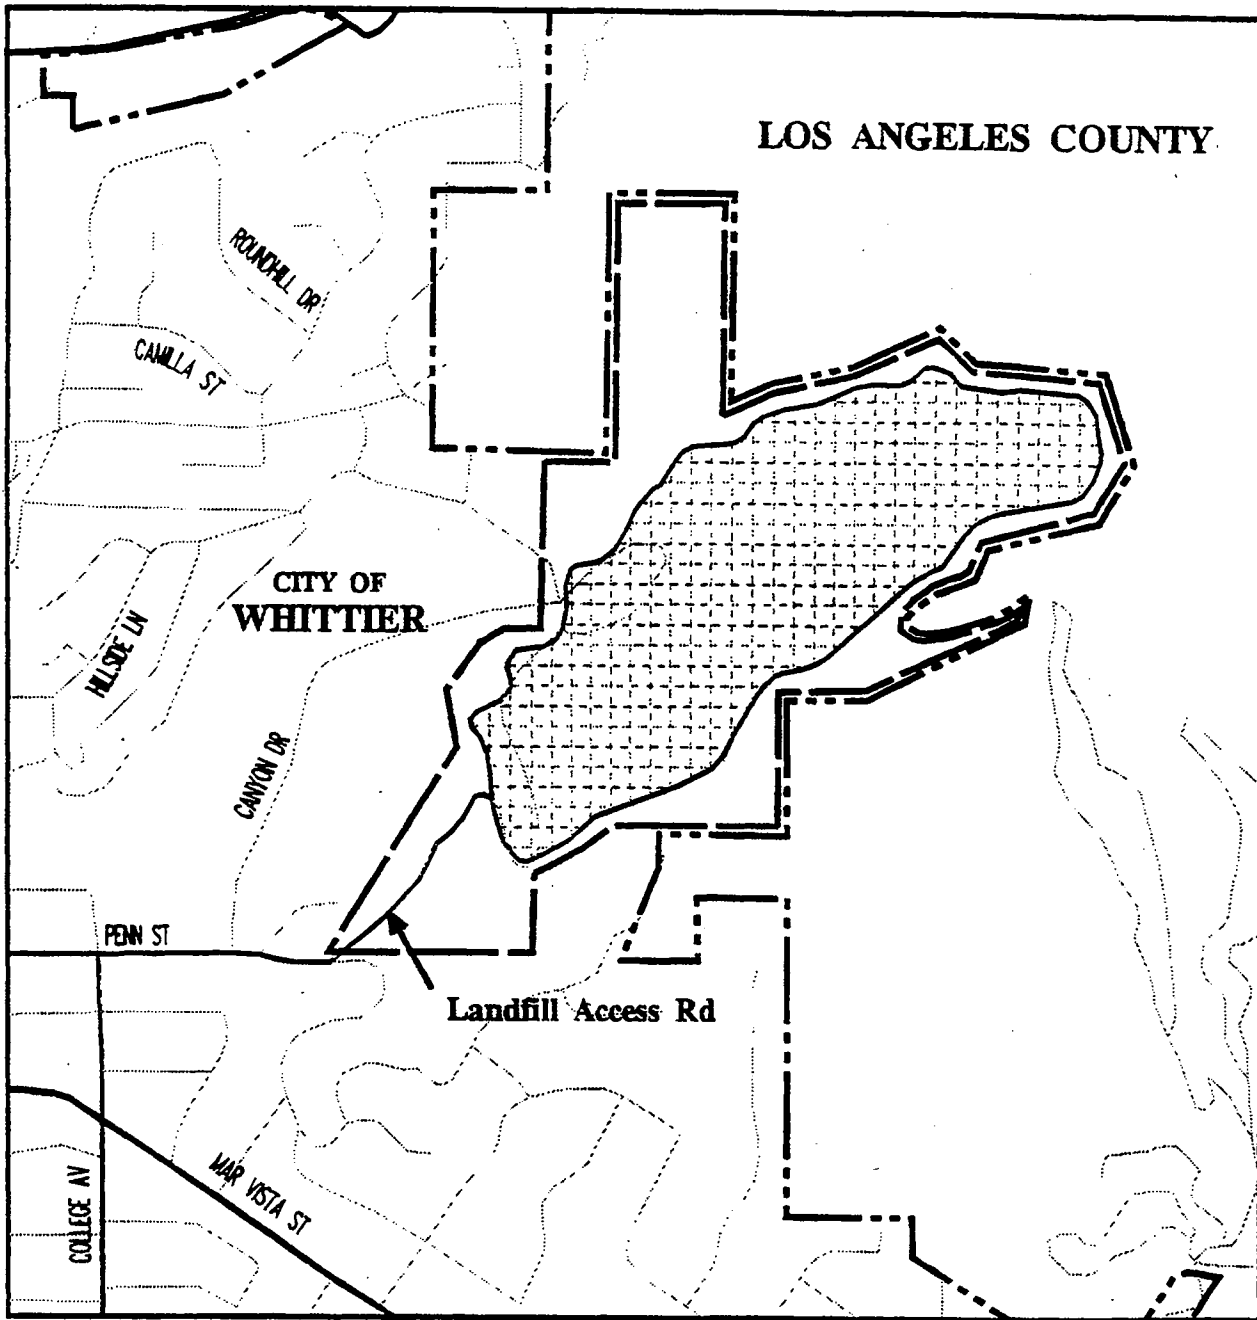 LOS ANGELES COUNTY
ROUNDHILL DR
CAMILLA ST
CITY OF
WHITTIER
HILLSIDE LN
CANYON DR
PENN ST
Landfill Access Rd
MAR VISTA ST
COLLEGE AV